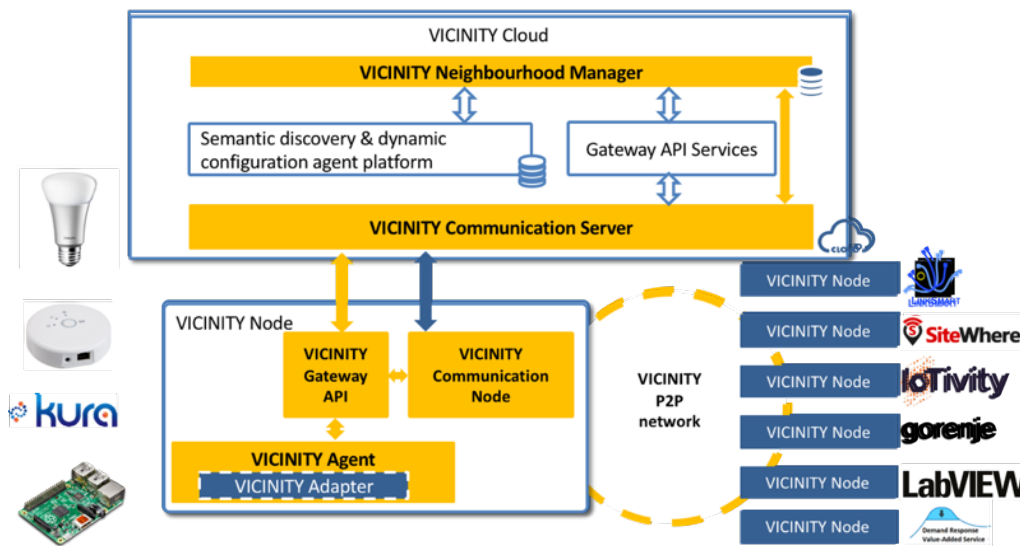 VICINITY Cloud
VICINITY Neighbourhood Manager
Semantic discovery & dynamic
configuration agent platform
Gateway API Services
VICINITY Communication Server
CLOUD
VICINITY Node
VICINITY
Gateway
API
VICINITY
Communication
Node
VICINITY Agent
VICINITY Adapter
kura
VICINITY
P2P
network
VICINITY Node
LINKSMART
VICINITY Node
SiteWhere
VICINITY Node
IoTivity
VICINITY Node
gorenje
VICINITY Node
LabVIEW
VICINITY Node
Demand Response
Value-Added Service